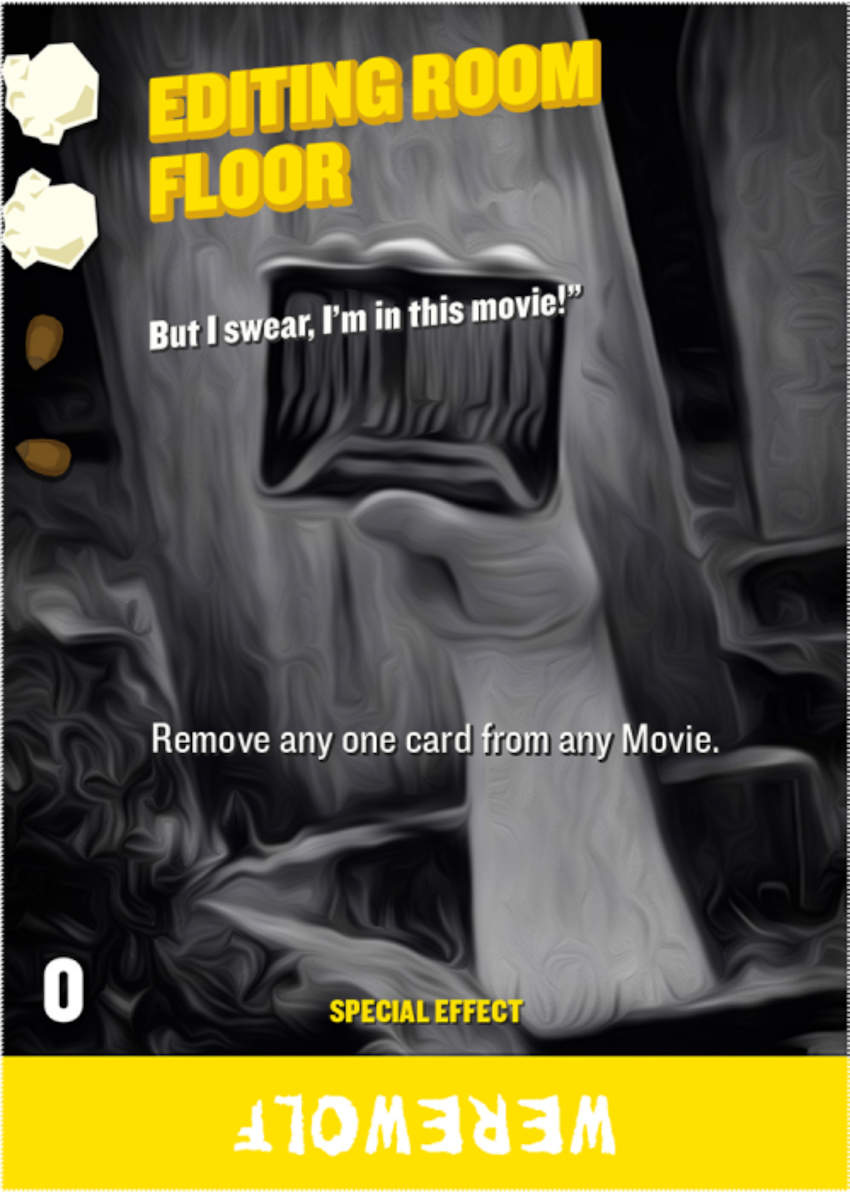 EDITING ROOM
FLOOR
But I swear, I'm in this movie!”
Remove any one card from any Movie.
0
SPECIAL EFFECT
WEREWOLF